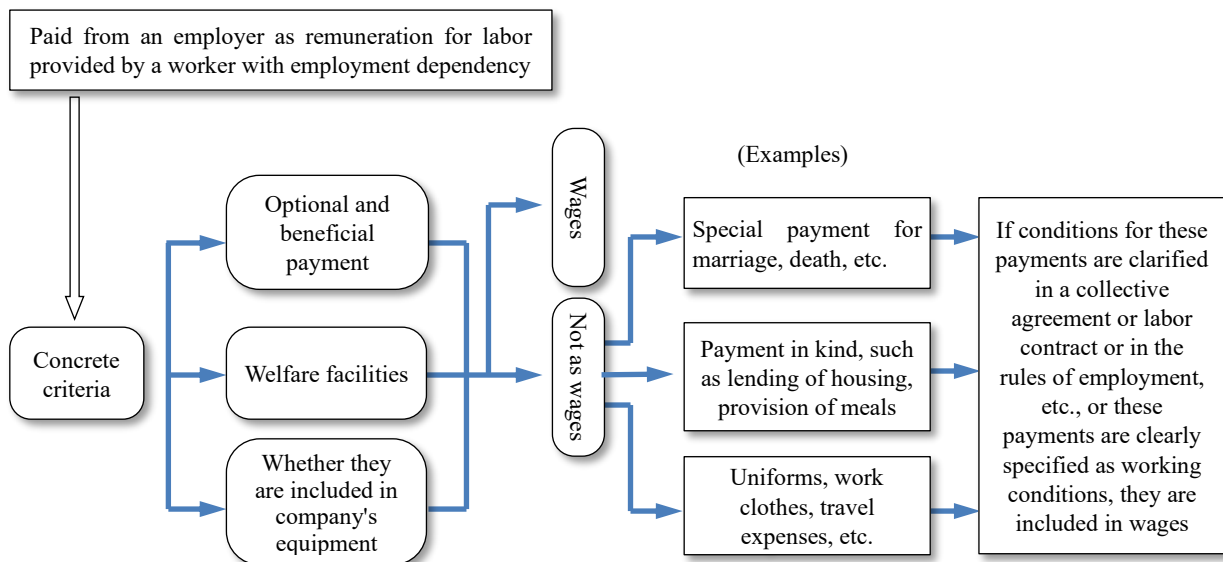 Paid from an employer as remuneration for labor
provided by a worker with employment dependency
Concrete
criteria
Optional and
beneficial
payment
Welfare facilities
Whether they
are included in
company's
equipment
Wages
Not as wages
(Examples)
Special payment for
marriage, death, etc.
Payment in kind, such
as lending of housing,
provision of meals
Uniforms, work
clothes, travel
expenses, etc.
If conditions for these
payments are clarified
in a collective
agreement or labor
contract or in the
rules of employment,
etc., or these
payments are clearly
specified as working
conditions, they are
included in wages